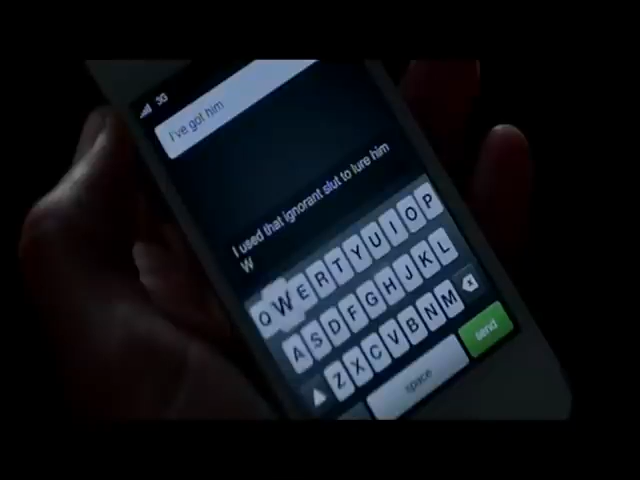 3G
I've got him
I used that ignorant slut to lure him
W
Q W E R T Y U I O P
A S D F G H J K L
Z X C V B N M
space
send